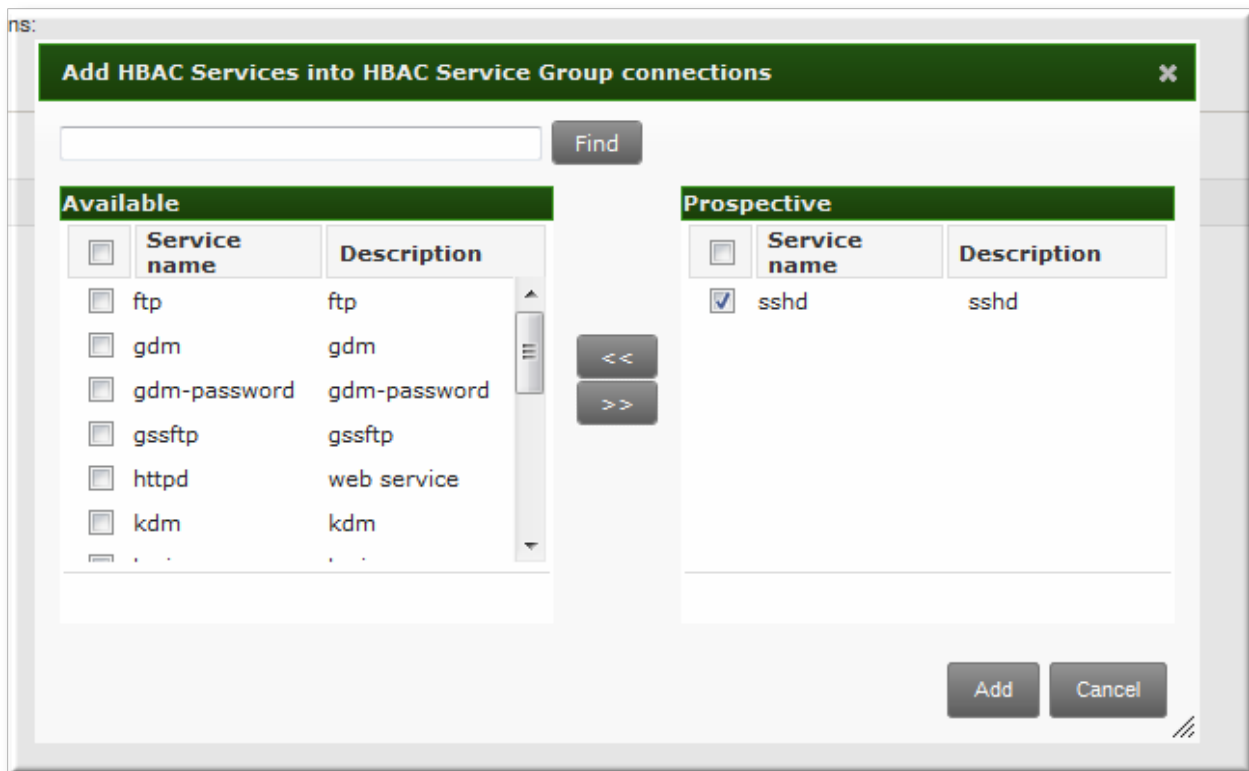 ns:
Add HBAC Services into HBAC Service Group connections
Find
Available
Prospective
Service name Description
Service name Description
ftp ftp
sshd sshd
gdm gdm
gdm-password gdm-password
<<
>>
gssftp gssftp
httpd web service
kdm kdm
Add Cancel